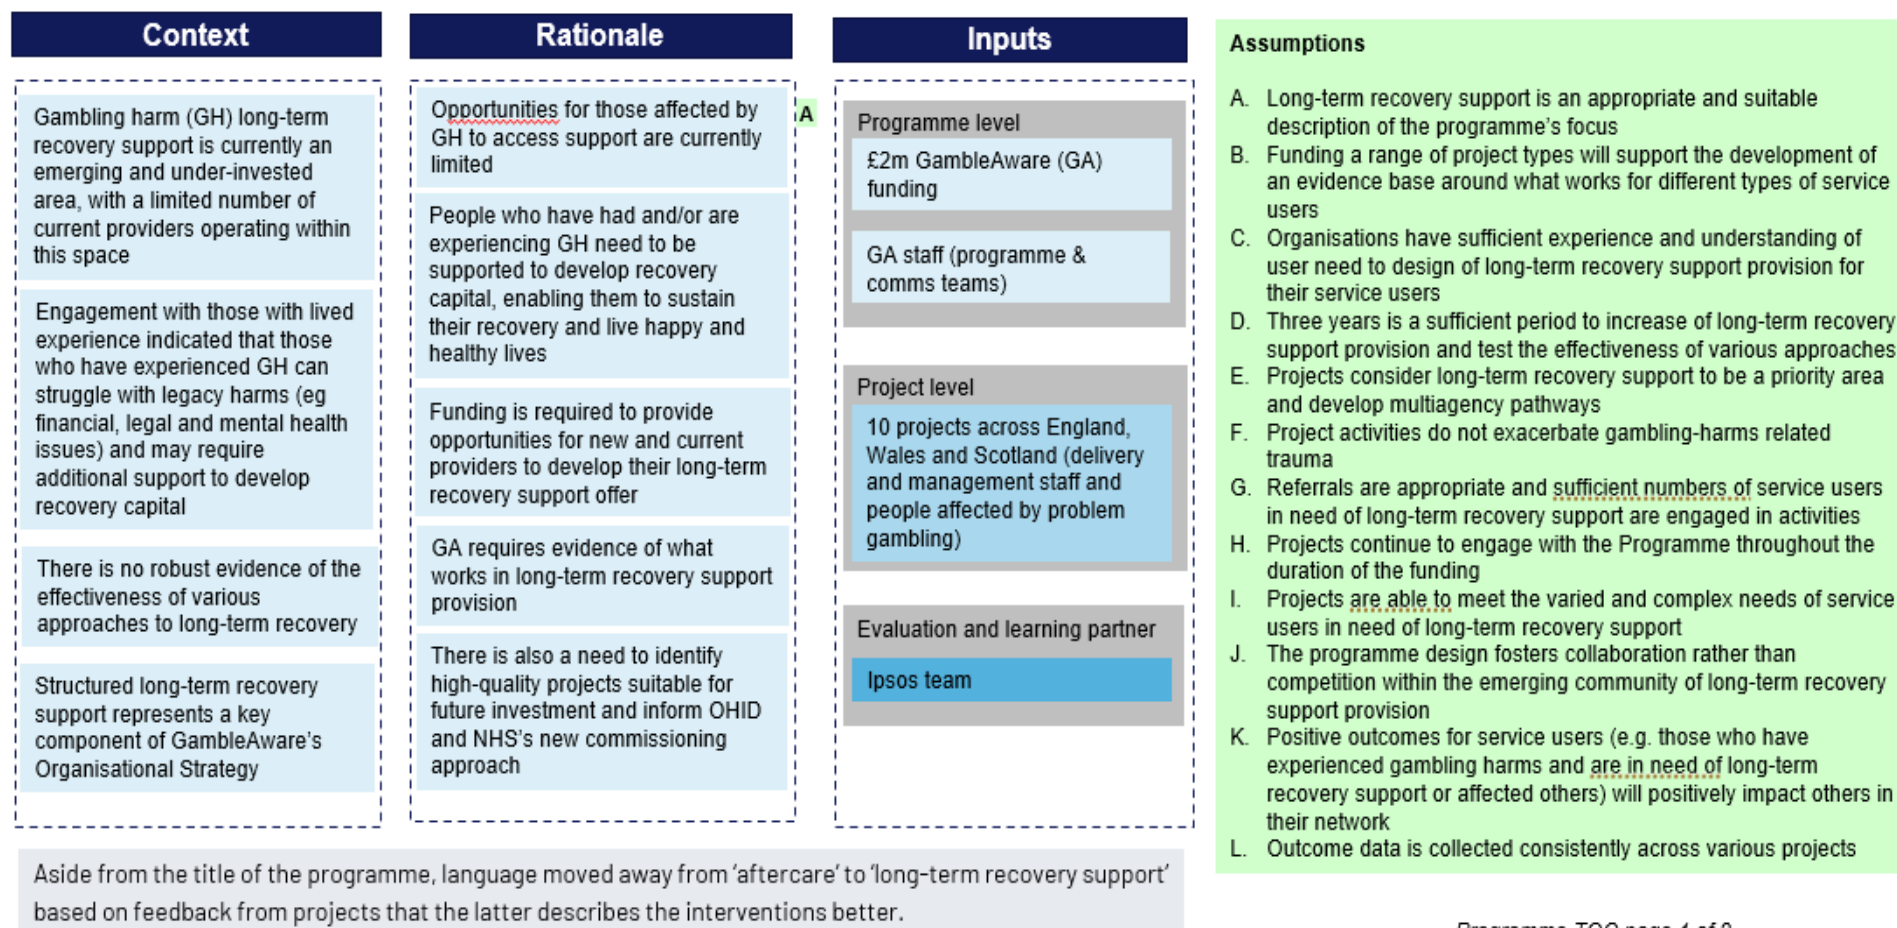 Context
Gambling harm (GH) long-term
recovery support is currently an
emerging and under-invested
area, with a limited number of
current providers operating within
this space
Engagement with those with lived
experience indicated that those
who have experienced GH can
struggle with legacy harms (eg
financial, legal and mental health
issues) and may require
additional support to develop
recovery capital
There is no robust evidence of the
effectiveness of various
approaches to long-term recovery
Structured long-term recovery
support represents a key
component of GambleAware's
Organisational Strategy
Rationale
Opportunities for those affected by
GH to access support are currently
limited
A
People who have had and/or are
experiencing GH need to be
supported to develop recovery
capital, enabling them to sustain
their recovery and live happy and
healthy lives
Funding is required to provide
opportunities for new and current
providers to develop their long-term
recovery support offer
GA requires evidence of what
works in long-term recovery support
provision
There is also a need to identify
high-quality projects suitable for
future investment and inform OHID
and NHS's new commissioning
approach
Inputs
Programme level
£2m GambleAware (GA)
funding
GA staff (programme &
comms teams)
Project level
10 projects across England,
Wales and Scotland (delivery
and management staff and
people affected by problem
gambling)
Evaluation and learning partner
Ipsos team
Assumptions
A. Long-term recovery support is an appropriate and suitable
description of the programme's focus
B. Funding a range of project types will support the development of
an evidence base around what works for different types of service
users
C. Organisations have sufficient experience and understanding of
user need to design of long-term recovery support provision for
their service users
D. Three years is a sufficient period to increase of long-term recovery
support provision and test the effectiveness of various approaches
E. Projects consider long-term recovery support to be a priority area
and develop multiagency pathways
F. Project activities do not exacerbate gambling-harms related
trauma
G. Referrals are appropriate and sufficient numbers of service users
in need of long-term recovery support are engaged in activities
H. Projects continue to engage with the Programme throughout the
duration of the funding
I. Projects are able to meet the varied and complex needs of service
users in need of long-term recovery support
J. The programme design fosters collaboration rather than
competition within the emerging community of long-term recovery
support provision
K. Positive outcomes for service users (e.g. those who have
experienced gambling harms and are in need of long-term
recovery support or affected others) will positively impact others in
their network
L. Outcome data is collected consistently across various projects
Aside from the title of the programme, language moved away from 'aftercare' to 'long-term recovery support'
based on feedback from projects that the latter describes the interventions better.
Programme TOC page of